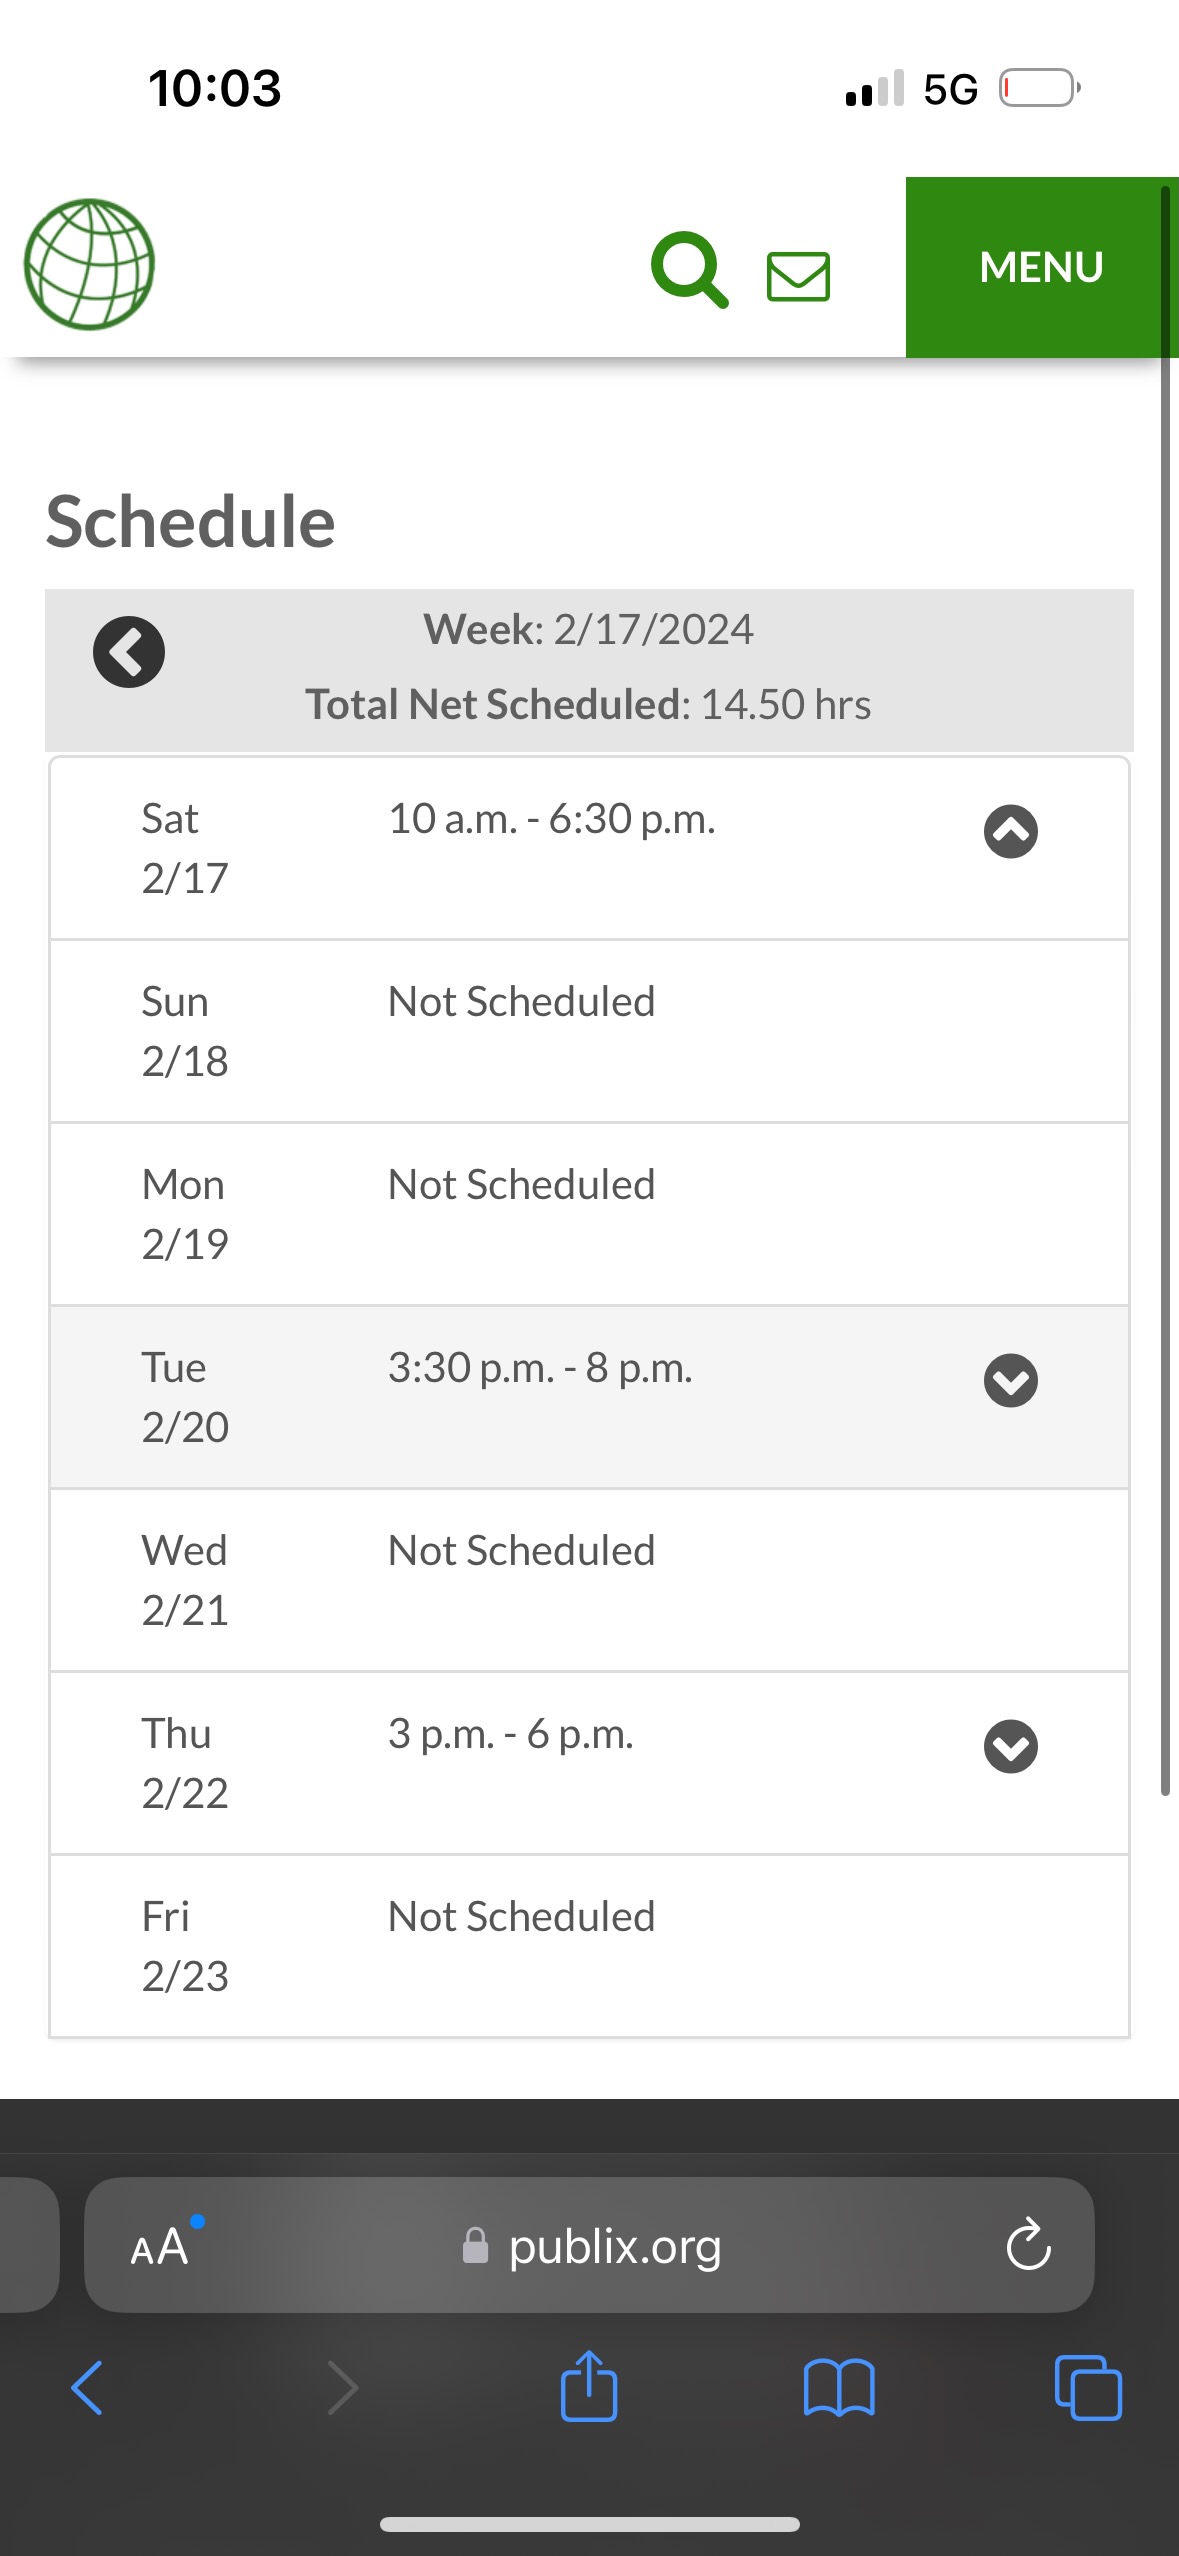 10:03
5G
MENU
Schedule
Week: 2/17/2024
Total Net Scheduled: 14.50 hrs
Sat 10 a.m. - 6:30 p.m.
2/17
Sun Not Scheduled
2/18
Mon Not Scheduled
2/19
Tue 3:30 p.m. - 8 p.m.
2/20
Wed Not Scheduled
2/21
Thu 3 p.m. - 6 p.m.
2/22
Fri Not Scheduled
2/23
AA publix.org